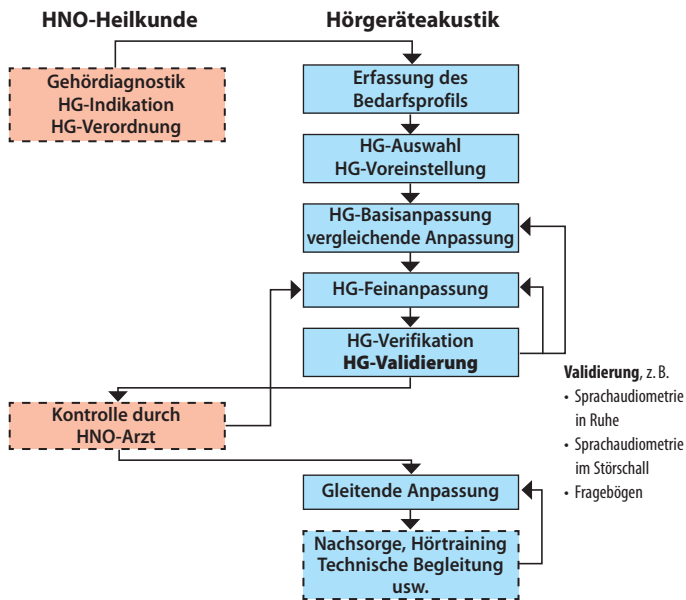 HNO-Heilkunde
Hörgeräteakustik
Gehördiagnostik
HG-Indikation
HG-Verordnung
Erfassung des
Bedarfsprofils
HG-Auswahl
HG-Voreinstellung
HG-Basisanpassung
vergleichende Anpassung
HG-Feinanpassung
HG-Verifikation
HG-Validierung
Validierung, z. B.
• Sprachaudiometrie
in Ruhe
• Sprachaudiometrie
im Störschall
• Fragebögen
Kontrolle durch
HNO-Arzt
Gleitende Anpassung
Nachsorge, Hörtraining
Technische Begleitung
usw.